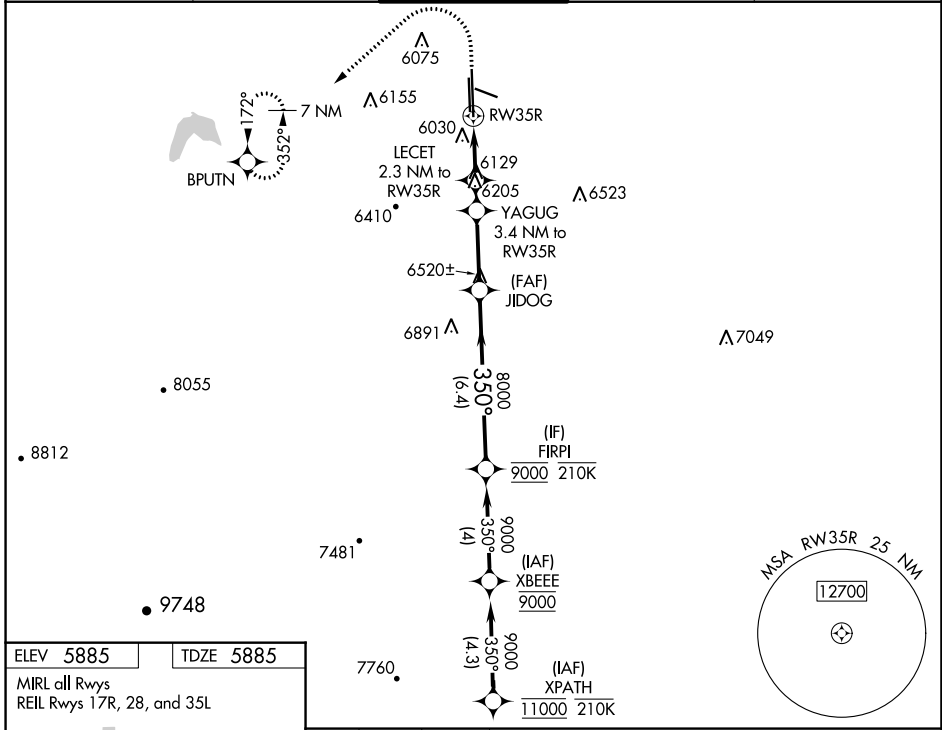 6075
6155
7 NM
172°
352°
BPUTN
RW35R
6030
LECET
2.3 NM to
RW35R
6129
6205
6523
6410
YAGUG
3.4 NM to
RW35R
6520±
(FAF)
JIDOG
6891
7049
8000
350°
(6.4)
8055
8812
(IF)
FIRPI
9000 210K
9000
350°
(4)
7481
(IAF)
XBEEE
9000
9748
9000
350°
(4.3)
7760
(IAF)
XPATH
11000 210K
MSA RW35R 25 NM
12700
ELEV 5885
TDZE 5885
MIRL all Rwys
REIL Rwys 17R, 28, and 35L